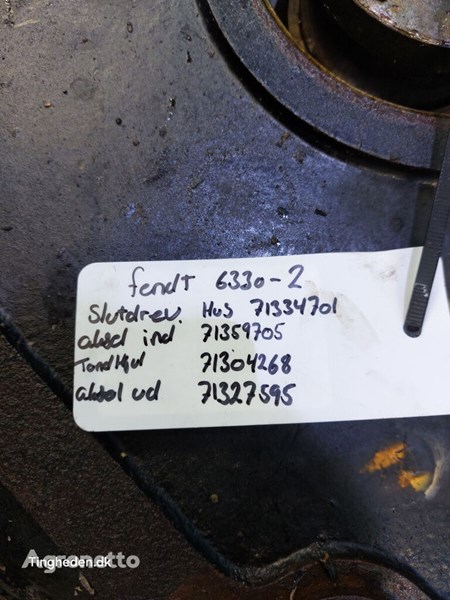 fendt 6330-2
Slutdrev. Hus 71334701
aksel ind 71359705
Tandhjul 71304268
aksel ud 71327595
Agronetto
Tingheden.dk